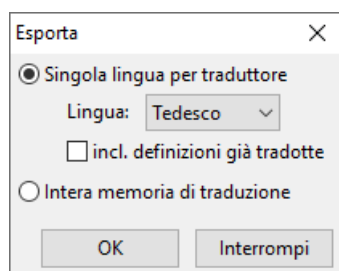 Esporta
Singola lingua per traduttore
Lingua: Tedesco
incl. definizioni già tradotte
Intera memoria di traduzione
OK Interrompi